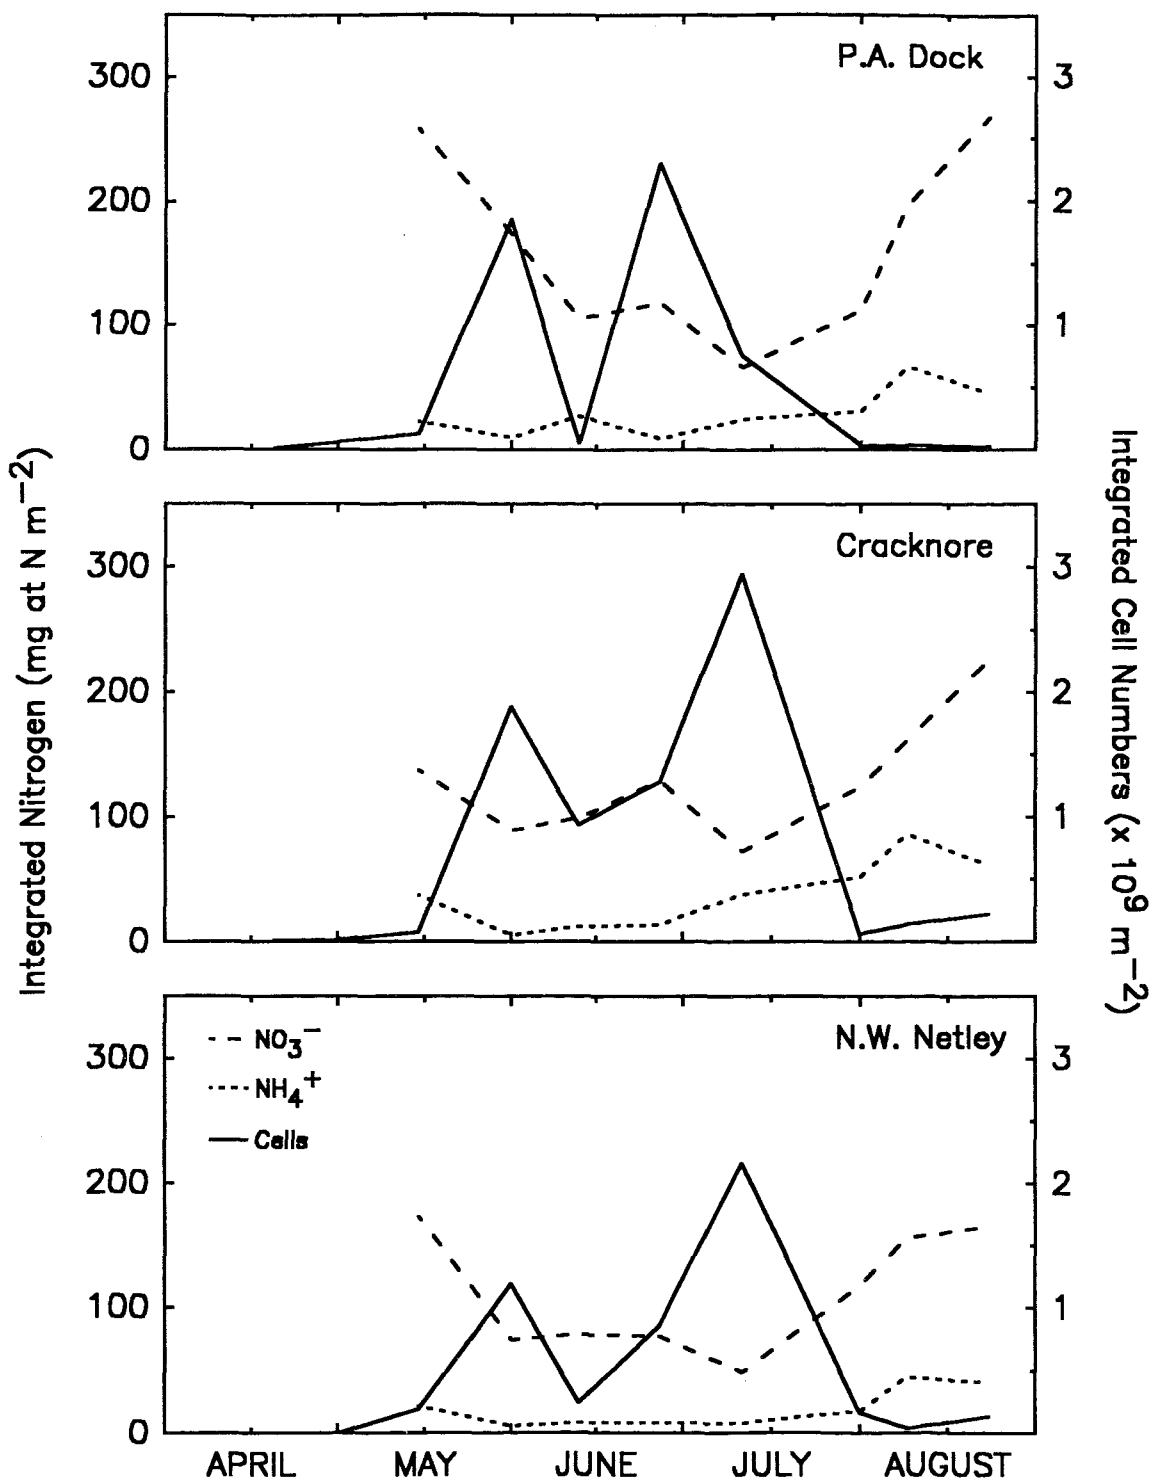 P.A. Dock
300
200
100
0
3
2
1
Cracknore
300
200
100
0
3
2
1
N.W. Netley
NO3−
NH4+
Cells
300
200
100
0
3
2
1
APRIL MAY JUNE JULY AUGUST
Integrated Nitrogen (mg at N m−2)
Integrated Cell Numbers (x 109 m−2)